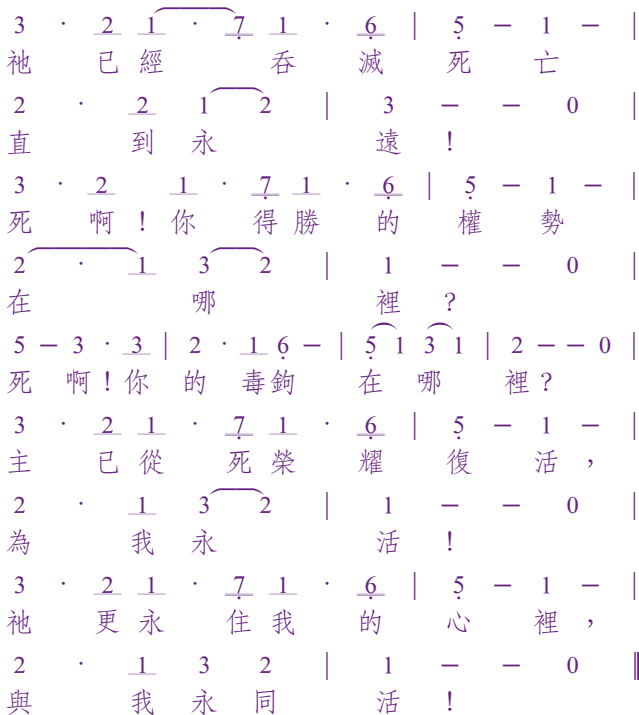 3 · 2 1 · 7̣ 1 · 6̣ | 5̣ – 1 – |
祂 已 經 吞 滅 死 亡
2 · 2 1 2 | 3 – – 0 |
直 到 永 遠 !
3 · 2 1 · 7̣ 1 · 6̣ | 5̣ – 1 – |
死 啊 ! 你 得 勝 的 權 勢
2 · 1 3 2 | 1 – – 0 |
在 哪 裡 ?
5 – 3 · 3 | 2 · 1 6̣ – | 5̣ 1 3 1 | 2 – – 0 |
死 啊 ! 你 的 毒 鉤 在 哪 裡 ?
3 · 2 1 · 7̣ 1 · 6̣ | 5̣ – 1 – |
主 已 從 死 榮 耀 復 活 ,
2 · 1 3 2 | 1 – – 0 |
為 我 永 活 !
3 · 2 1 · 7̣ 1 · 6̣ | 5̣ – 1 – |
祂 更 永 住 我 的 心 裡 ,
2 · 1 3 2 | 1 – – 0 ‖
與 我 永 同 活 !